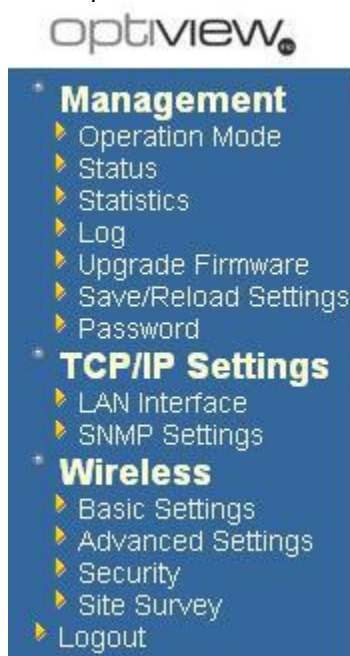 optiview
Management
Operation Mode
Status
Statistics
Log
Upgrade Firmware
Save/Reload Settings
Password
TCP/IP Settings
LAN Interface
SNMP Settings
Wireless
Basic Settings
Advanced Settings
Security
Site Survey
Logout